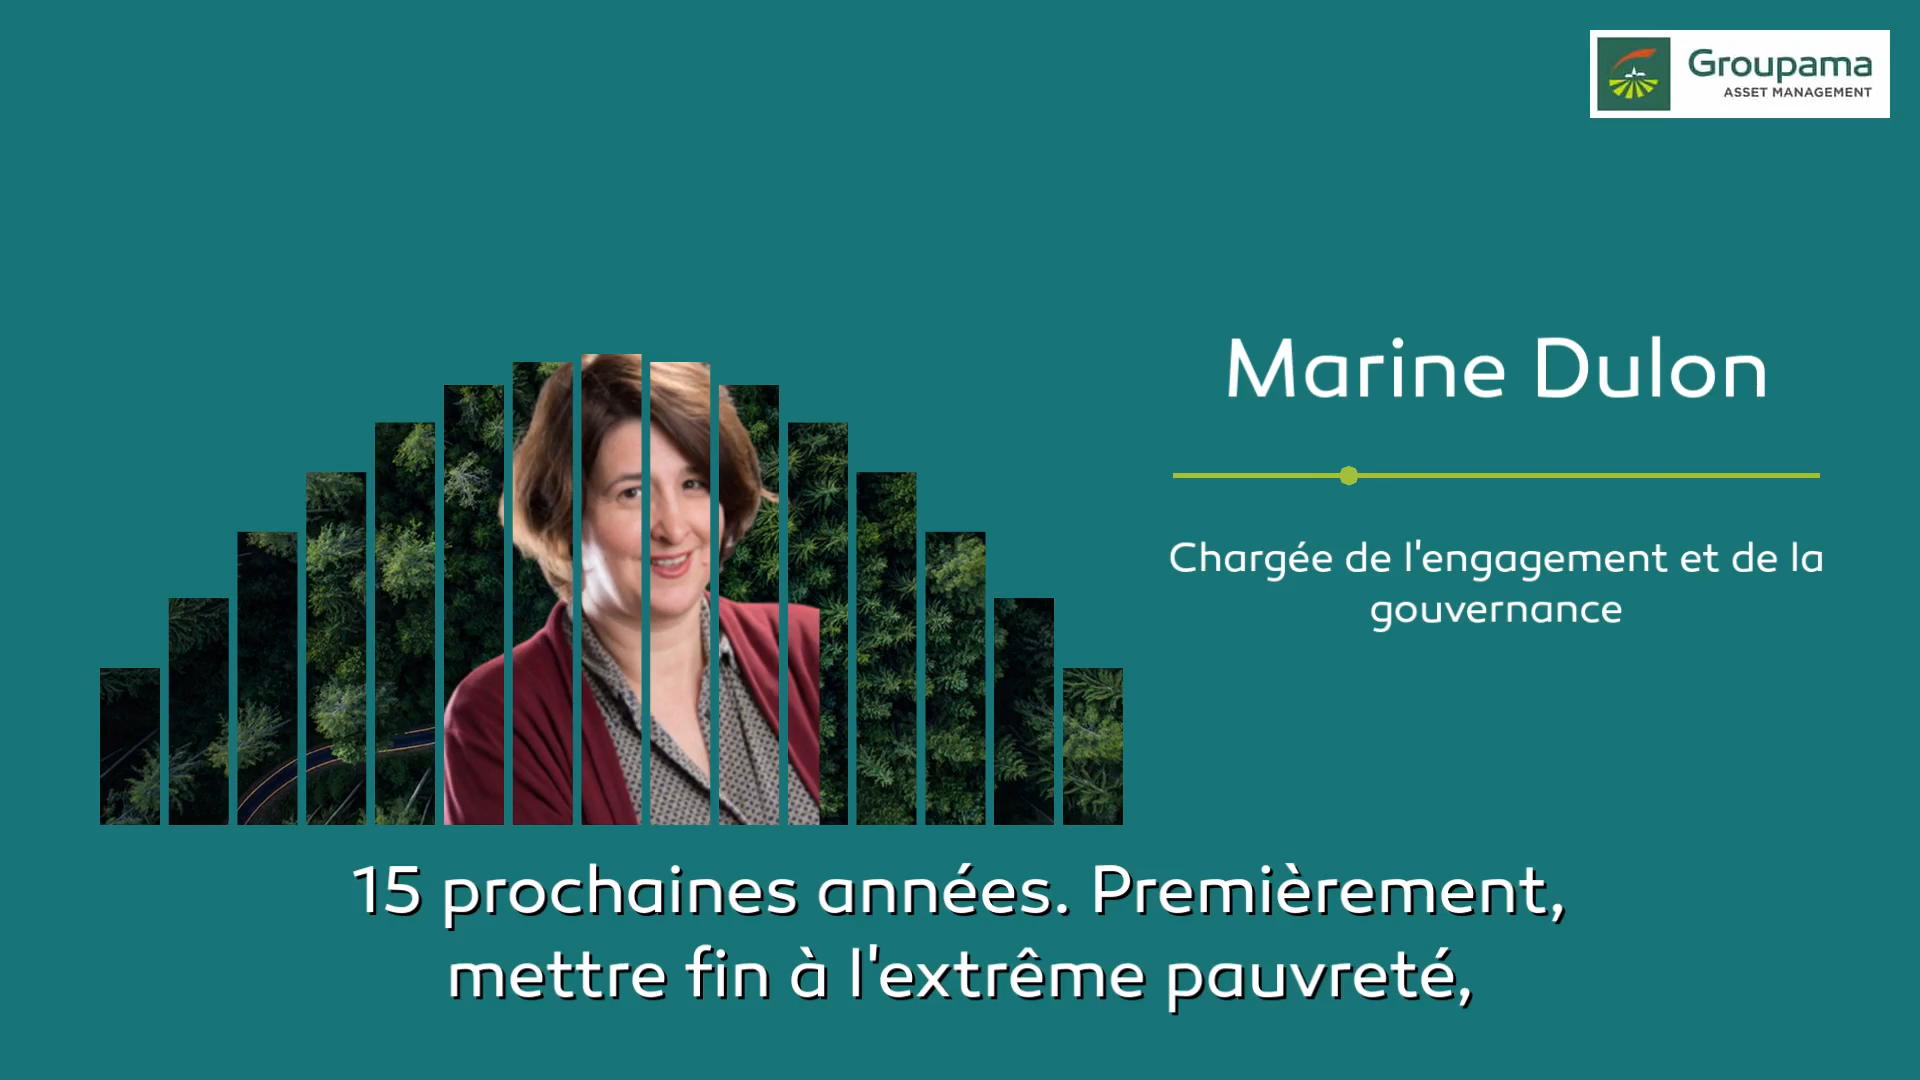 Groupama
ASSET MANAGEMENT
Marine Dulon
Chargée de l'engagement et de la
gouvernance
15 prochaines années. Premièrement,
mettre fin à l'extrême pauvreté,